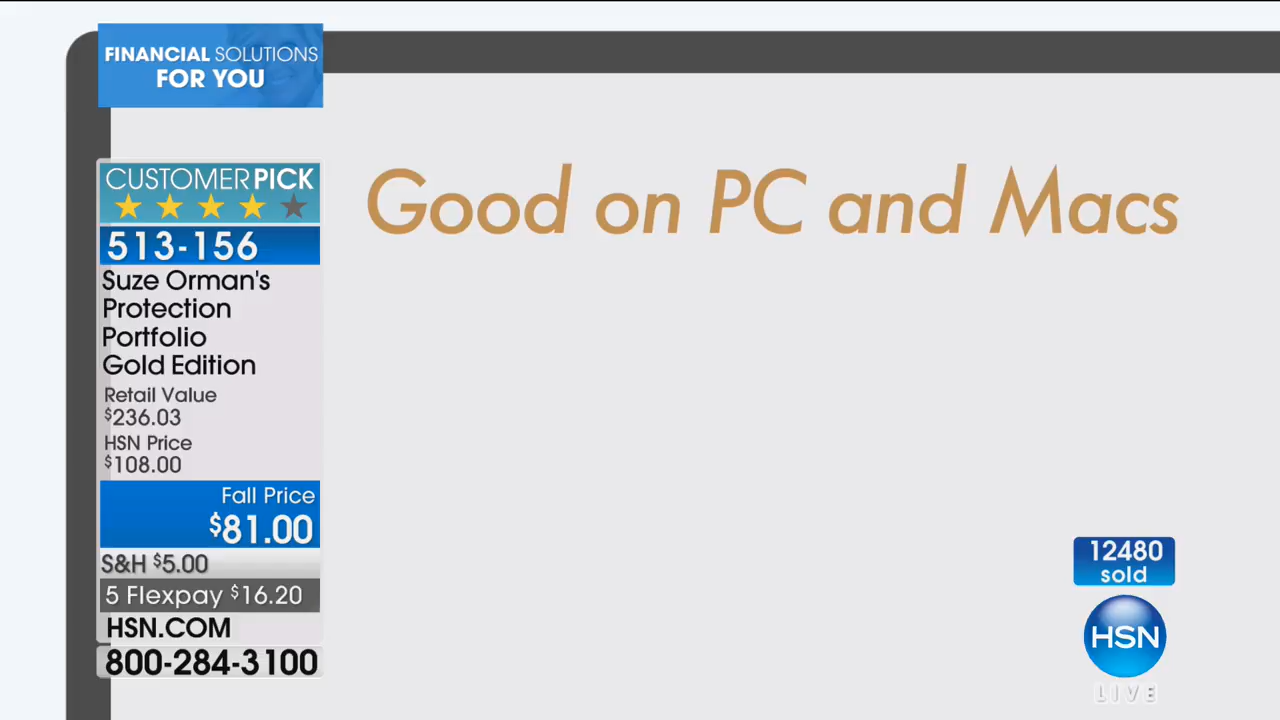 FINANCIAL SOLUTIONS
FOR YOU
CUSTOMER PICK
513-156
Suze Orman's
Protection
Portfolio
Gold Edition
Retail Value
$236.03
HSN Price
$108.00
Fall Price
$81.00
S&H $5.00
5 Flexpay $16.20
HSN.COM
800-284-3100
Good on PC and Macs
12480
sold
HSN
LIVE